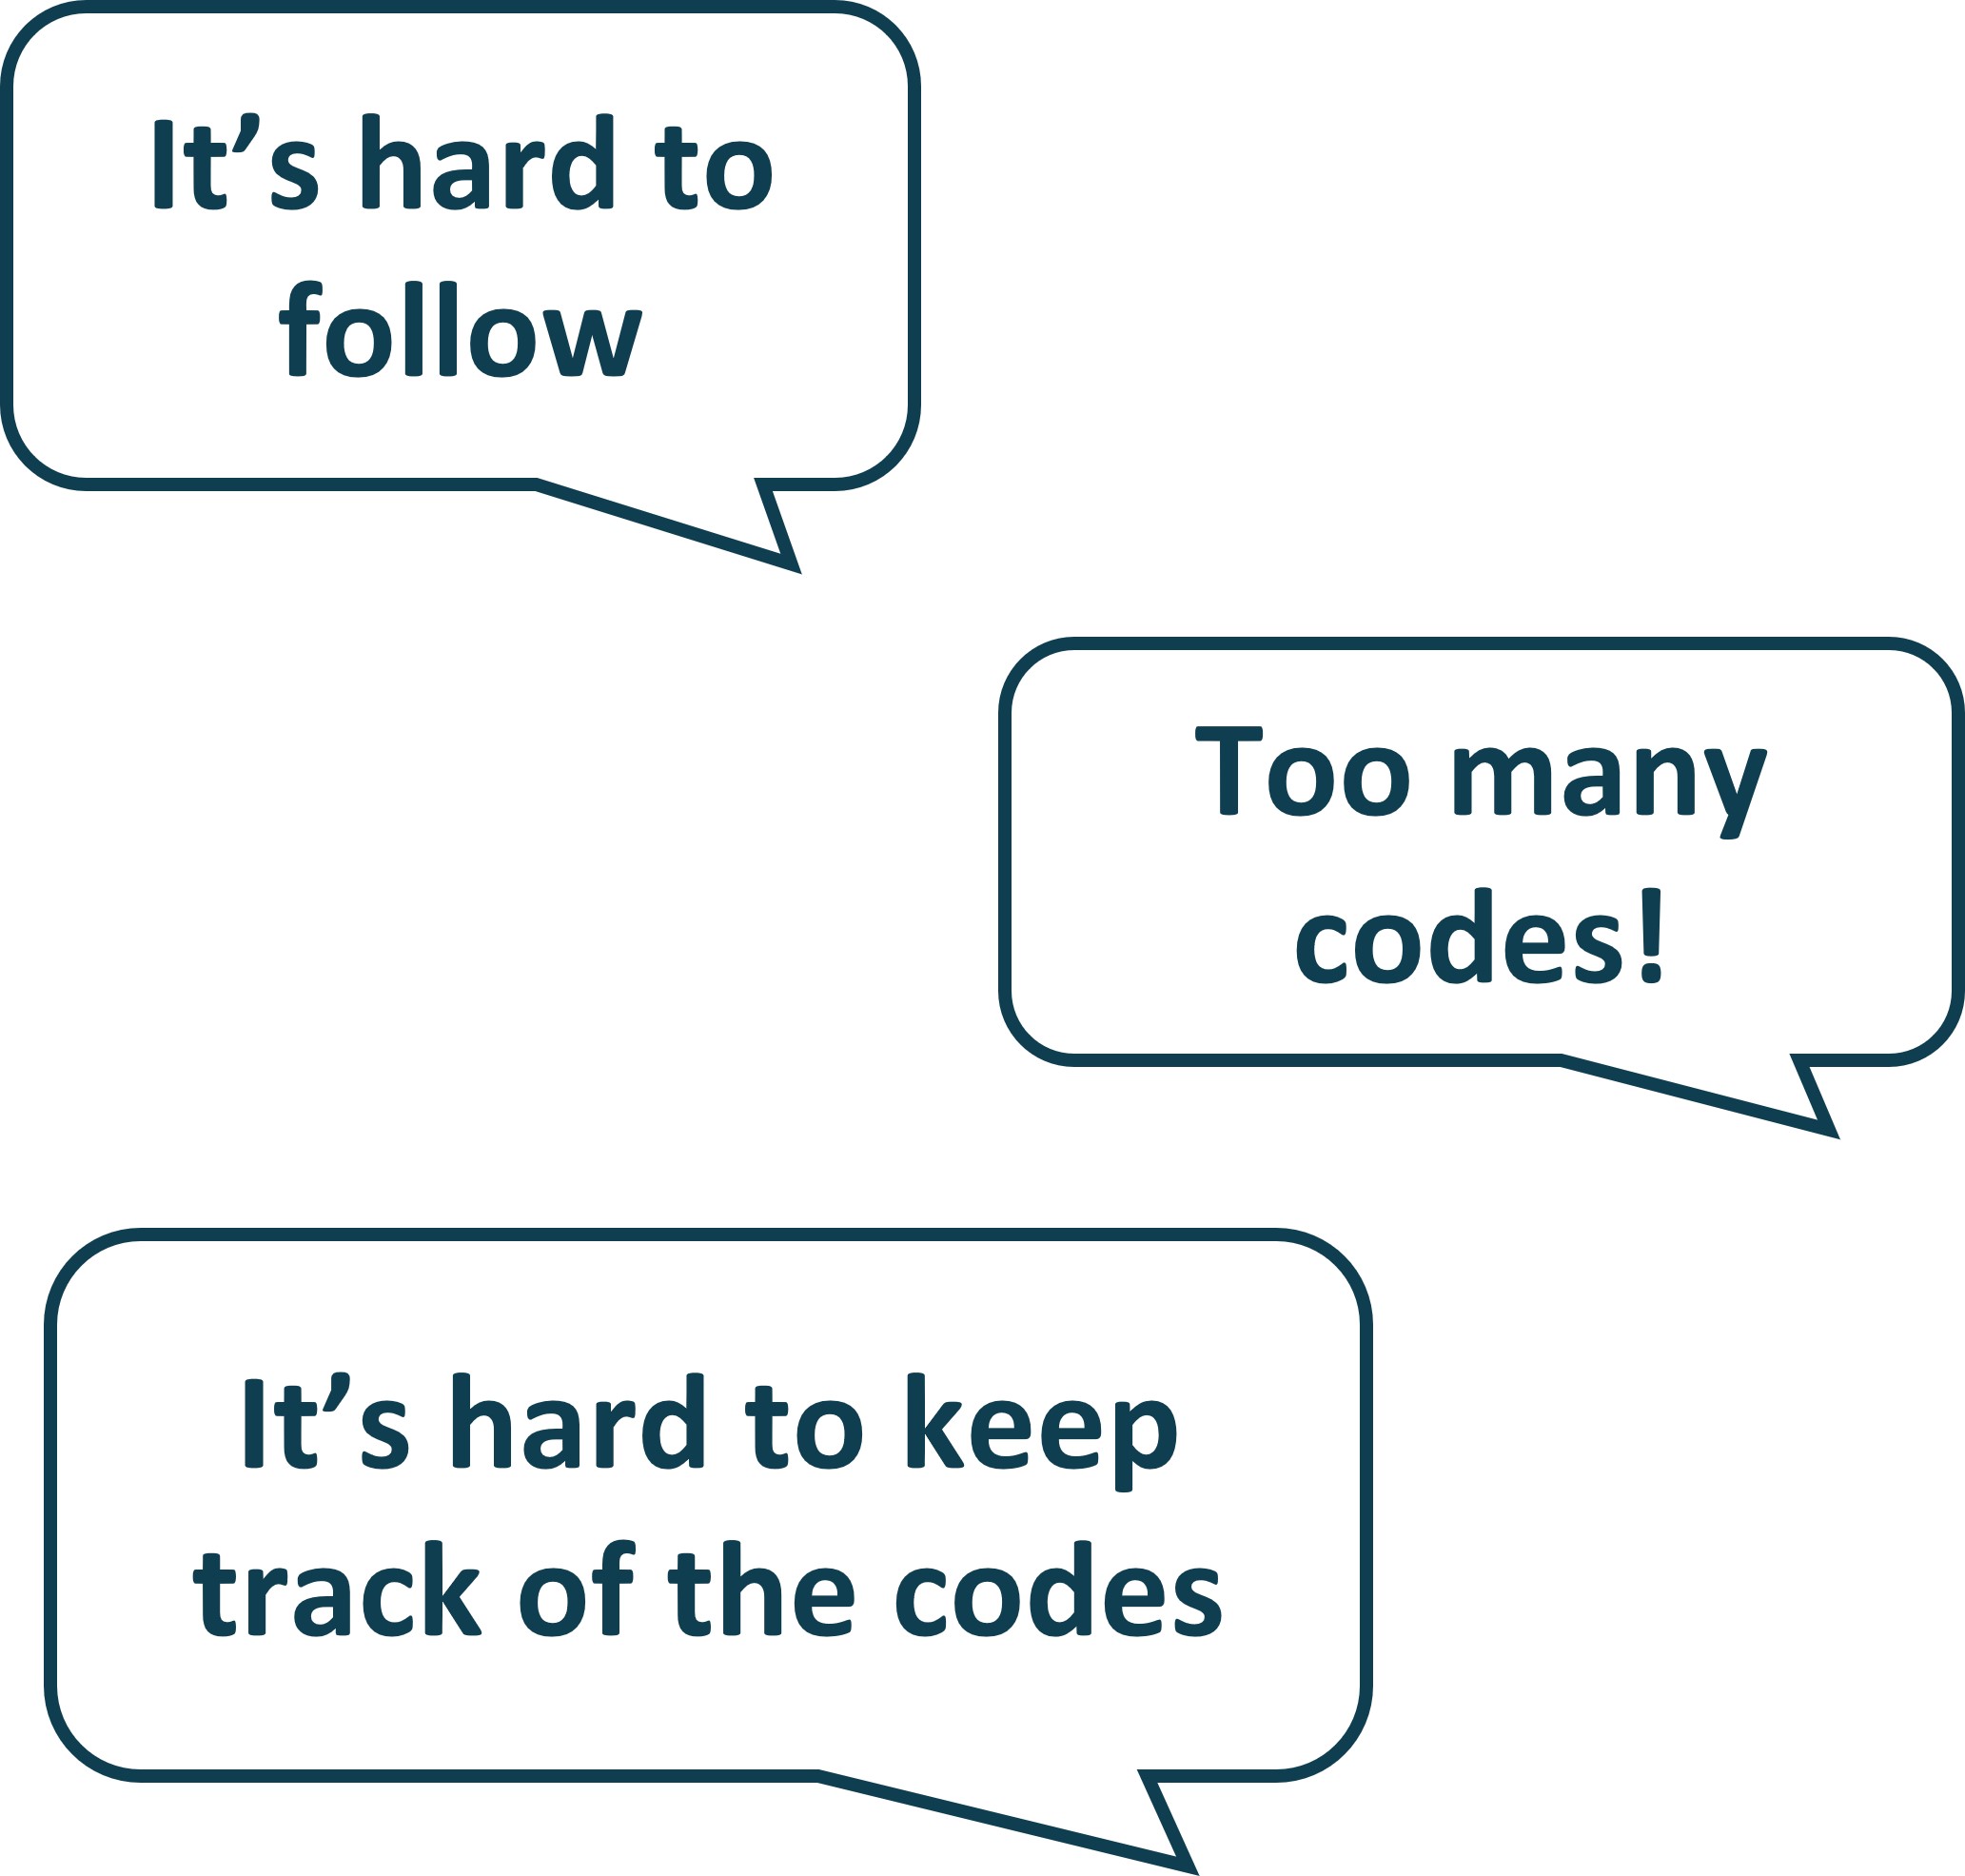 It’s hard to
follow
Too many
codes!
It’s hard to keep
track of the codes